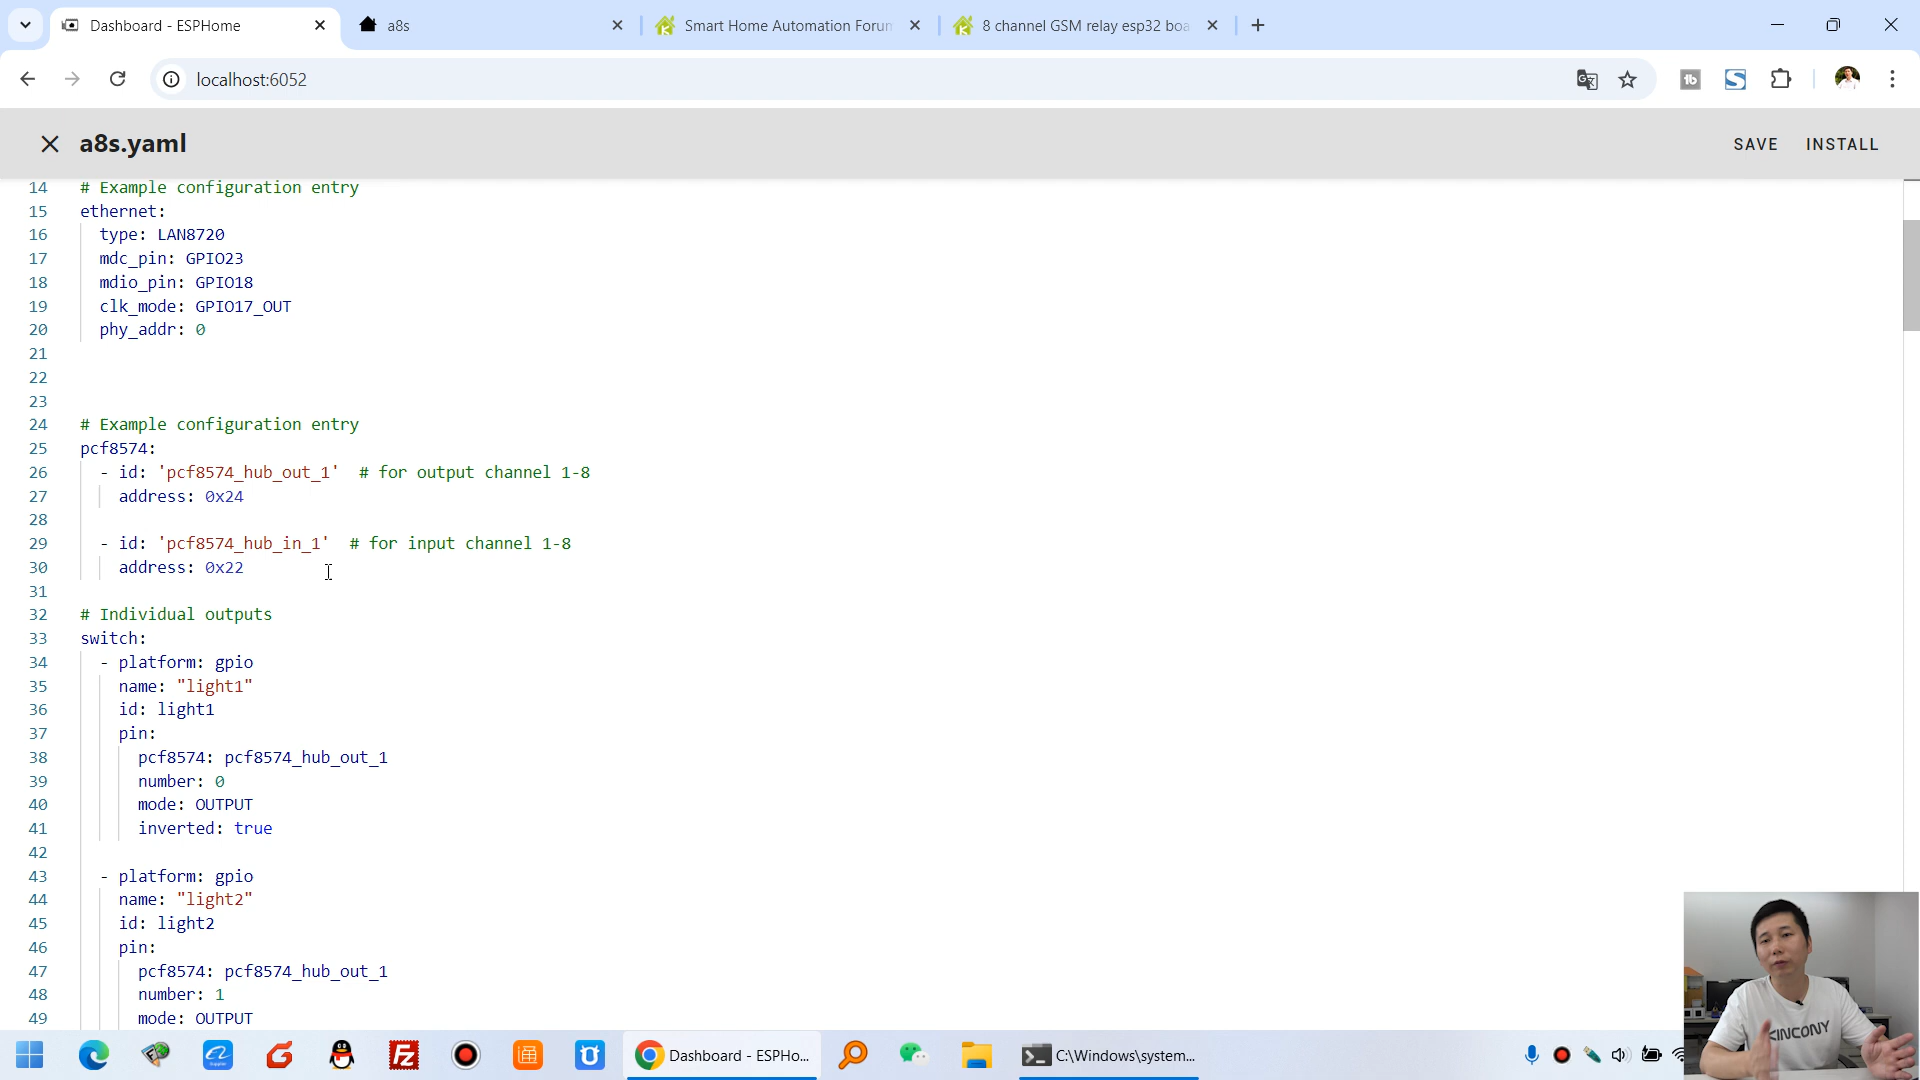 Dashboard - ESPHome
a8s
Smart Home Automation Forum
8 channel GSM relay esp32 boa
localhost:6052
a8s.yaml
SAVE
INSTALL
14 # Example configuration entry
15 ethernet:
16 type: LAN8720
17 mdc_pin: GPIO23
18 mdio_pin: GPIO18
19 clk_mode: GPIO17_OUT
20 phy_addr: 0
21
22
23
24 # Example configuration entry
25 pcf8574:
26 - id: 'pcf8574_hub_out_1' # for output channel 1-8
27 address: 0x24
28
29 - id: 'pcf8574_hub_in_1' # for input channel 1-8
30 address: 0x22
31
32 # Individual outputs
33 switch:
34 - platform: gpio
35 name: "light1"
36 id: light1
37 pin:
38 pcf8574: pcf8574_hub_out_1
39 number: 0
40 mode: OUTPUT
41 inverted: true
42
43 - platform: gpio
44 name: "light2"
45 id: light2
46 pin:
47 pcf8574: pcf8574_hub_out_1
48 number: 1
49 mode: OUTPUT
KINCONY
Dashboard - ESPHo...
C:\Windows\system...